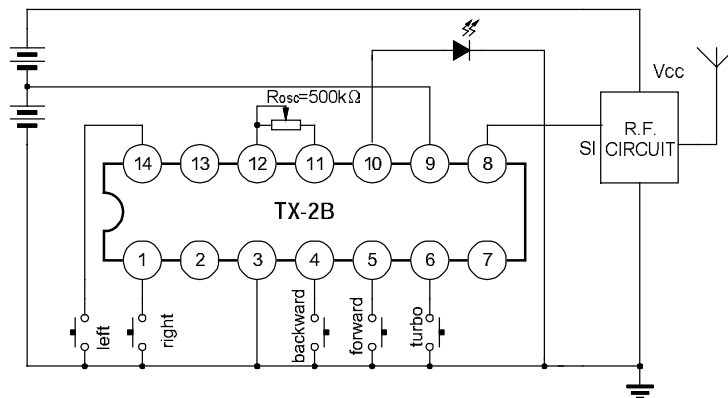 Rosc=500kΩ
Vcc
R.F.
SI CIRCUIT
14 13 12 11 10 9 8
TX-2B
1 2 3 4 5 6 7
left
right
backward
forward
turbo